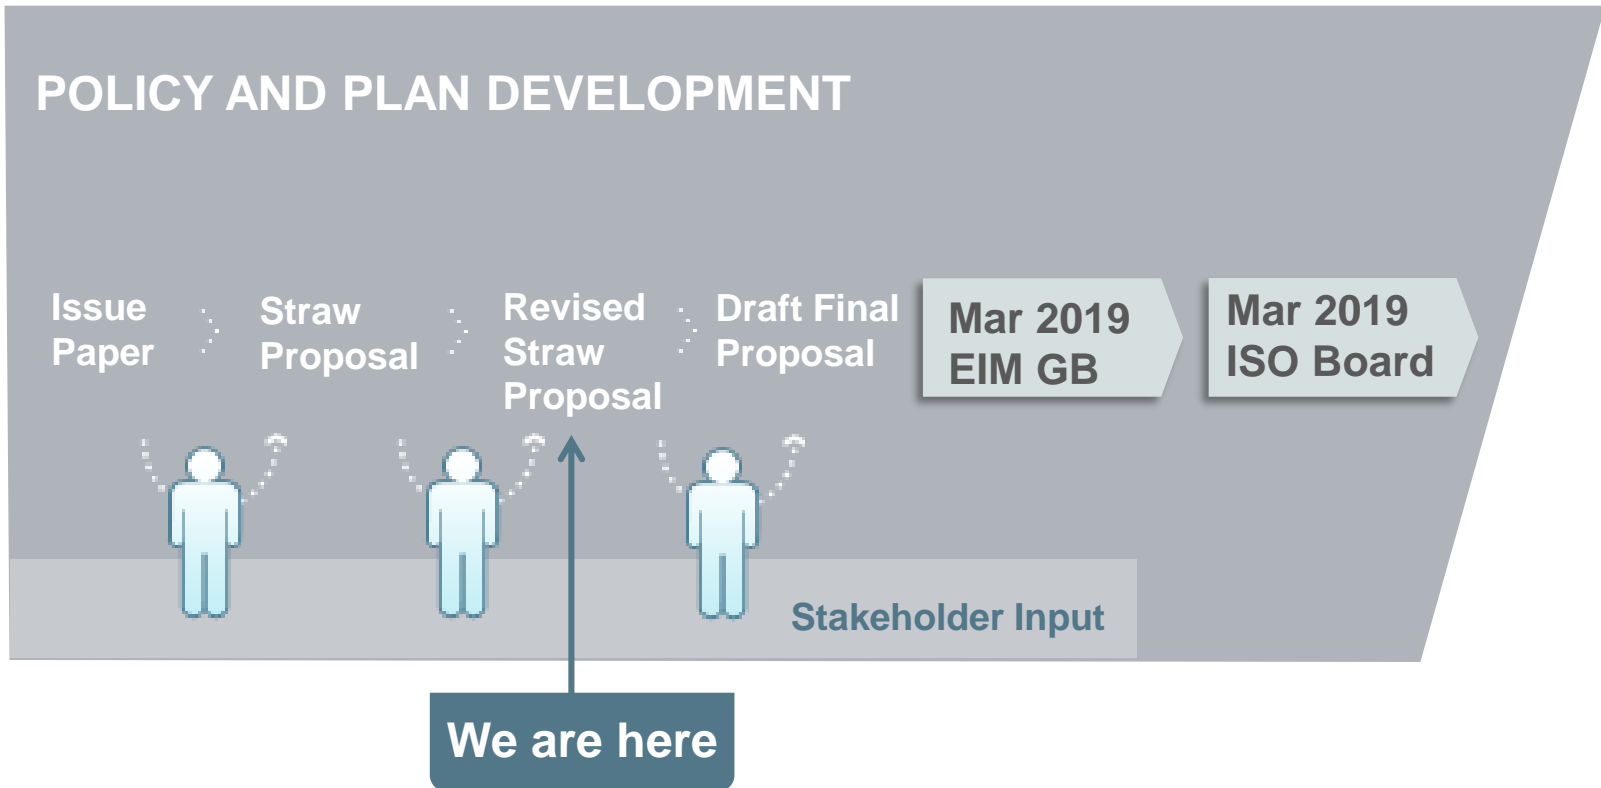 POLICY AND PLAN DEVELOPMENT
Issue
Paper
Straw
Proposal
Revised
Straw
Proposal
Draft Final
Proposal
Mar 2019
EIM GB
Mar 2019
ISO Board
Stakeholder Input
We are here